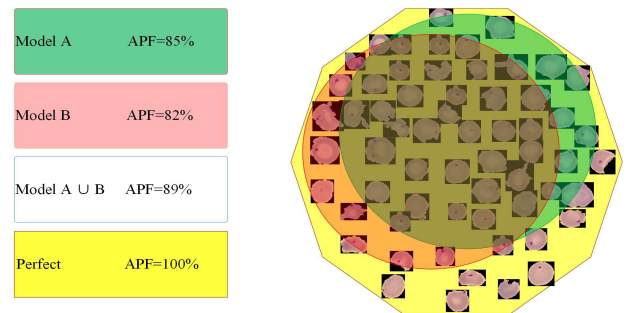 Model A APF=85%
Model B APF=82%
Model A ∪ B APF=89%
Perfect APF=100%